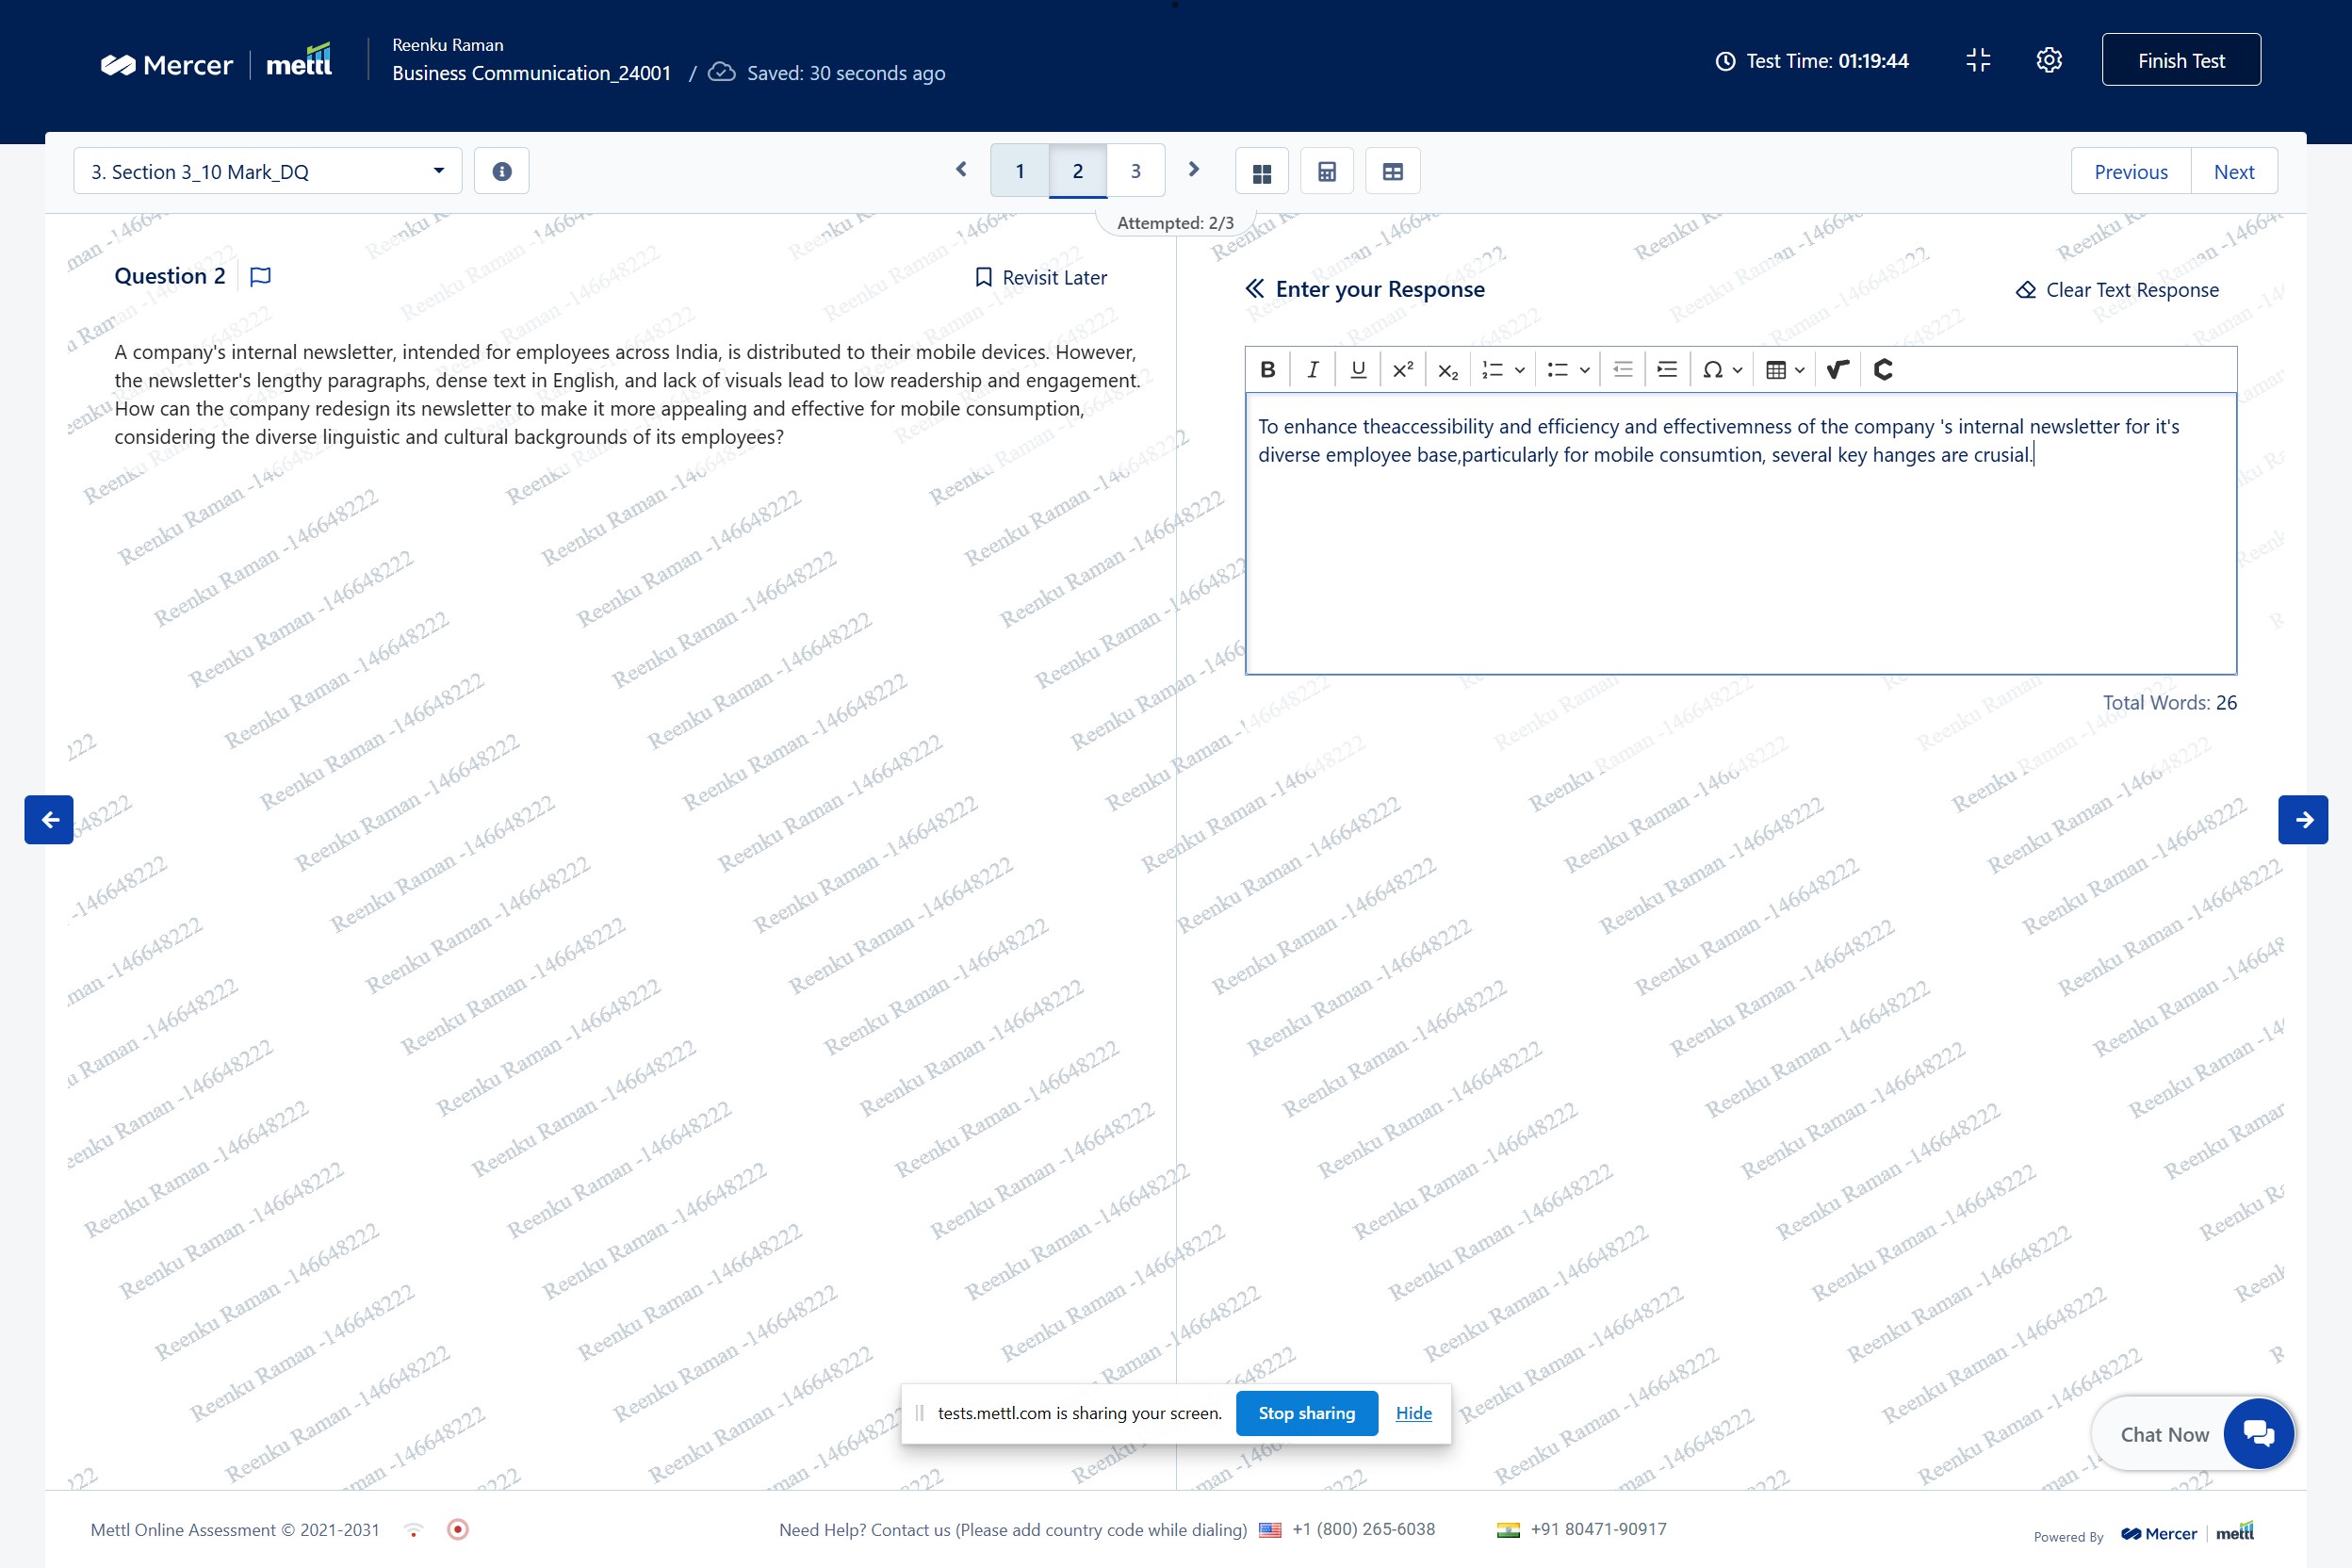 Mercer | mettl
Reenku Raman
Business Communication_24001 / Saved: 30 seconds ago
Test Time: 01:19:44
Finish Test
3. Section 3_10 Mark_DQ
1 2 3
Previous
Next
Attempted: 2/3
Question 2
Revisit Later
A company's internal newsletter, intended for employees across India, is distributed to their mobile devices. However,
the newsletter's lengthy paragraphs, dense text in English, and lack of visuals lead to low readership and engagement.
How can the company redesign its newsletter to make it more appealing and effective for mobile consumption,
considering the diverse linguistic and cultural backgrounds of its employees?
Enter your Response
Clear Text Response
To enhance theaccessibility and efficiency and effectivemness of the company 's internal newsletter for it's
diverse employee base,particularly for mobile consumtion, several key hanges are crusial.
Total Words: 26
Reenku Raman -146648222
tests.mettl.com is sharing your screen.
Stop sharing
Hide
Chat Now
Mettl Online Assessment © 2021-2031
Need Help? Contact us (Please add country code while dialing) +1 (800) 265-6038 +91 80471-90917
Powered By Mercer | mettl